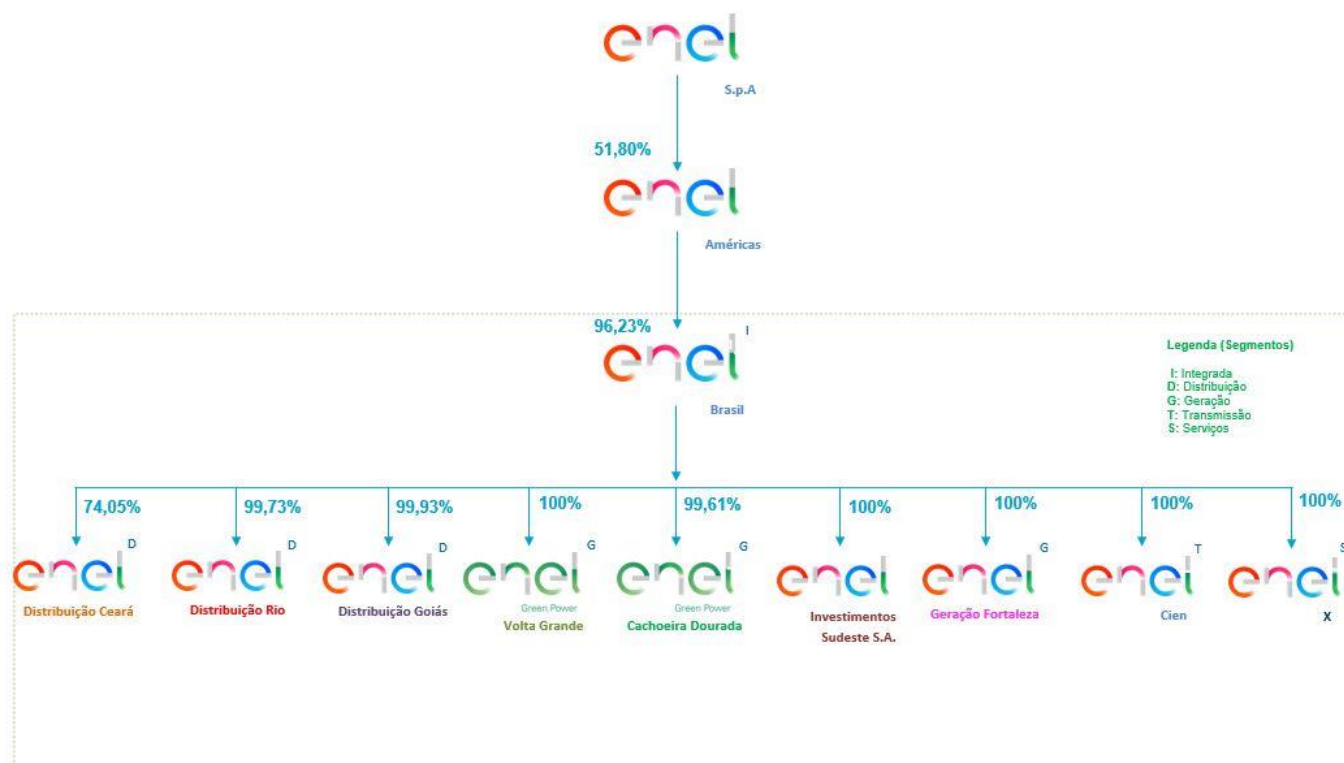 enel
S.p.A
51,80%
enel
Américas
96,23%
enel I
Brasil
Legenda (Segmentos)
I: Integrada
D: Distribuição
G: Geração
T: Transmissão
S: Serviços
74,05% 99,73% 99,93% 100% 99,61% 100% 100% 100% 100%
D D D G G G T S
enel enel enel enel enel enel enel enel enel
Green Power Green Power
Distribuição Ceará Distribuição Rio Distribuição Goiás Volta Grande Cachoeira Dourada Investimentos Geração Fortaleza Cien X
Sudeste S.A.